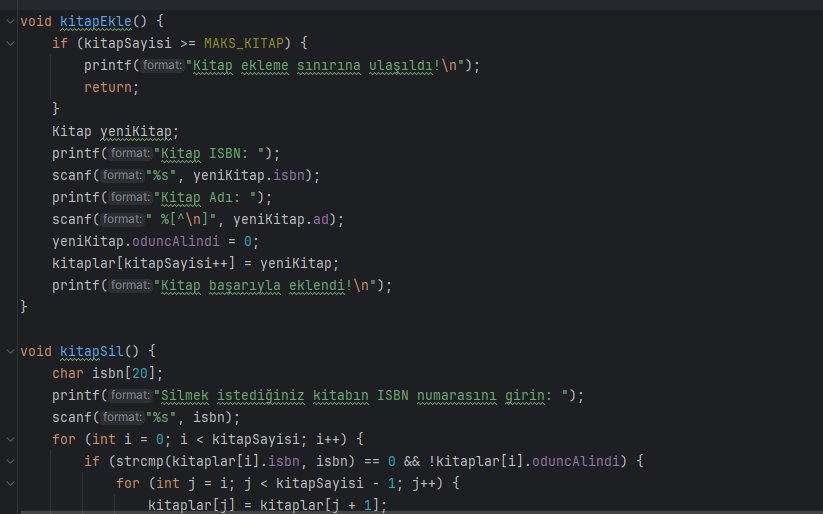 void kitapEkle() {
if (kitapSayisi >= MAKS_KITAP) {
printf( format: "Kitap ekleme sınırına ulaşıldı!\n");
return;
}
Kitap yeniKitap;
printf( format: "Kitap ISBN: ");
scanf( format: "%s", yeniKitap.isbn);
printf( format: "Kitap Adı: ");
scanf( format: " %[^\n]", yeniKitap.ad);
yeniKitap.oduncAlindi = 0;
kitaplar[kitapSayisi++] = yeniKitap;
printf( format: "Kitap başarıyla eklendi!\n");
}
void kitapSil() {
char isbn[20];
printf( format: "Silmek istediğiniz kitabın ISBN numarasını girin: ");
scanf( format: "%s", isbn);
for (int i = 0; i < kitapSayisi; i++) {
if (strcmp(kitaplar[i].isbn, isbn) == 0 && !kitaplar[i].oduncAlindi) {
for (int j = i; j < kitapSayisi - 1; j++) {
kitaplar[j] = kitaplar[j + 1];